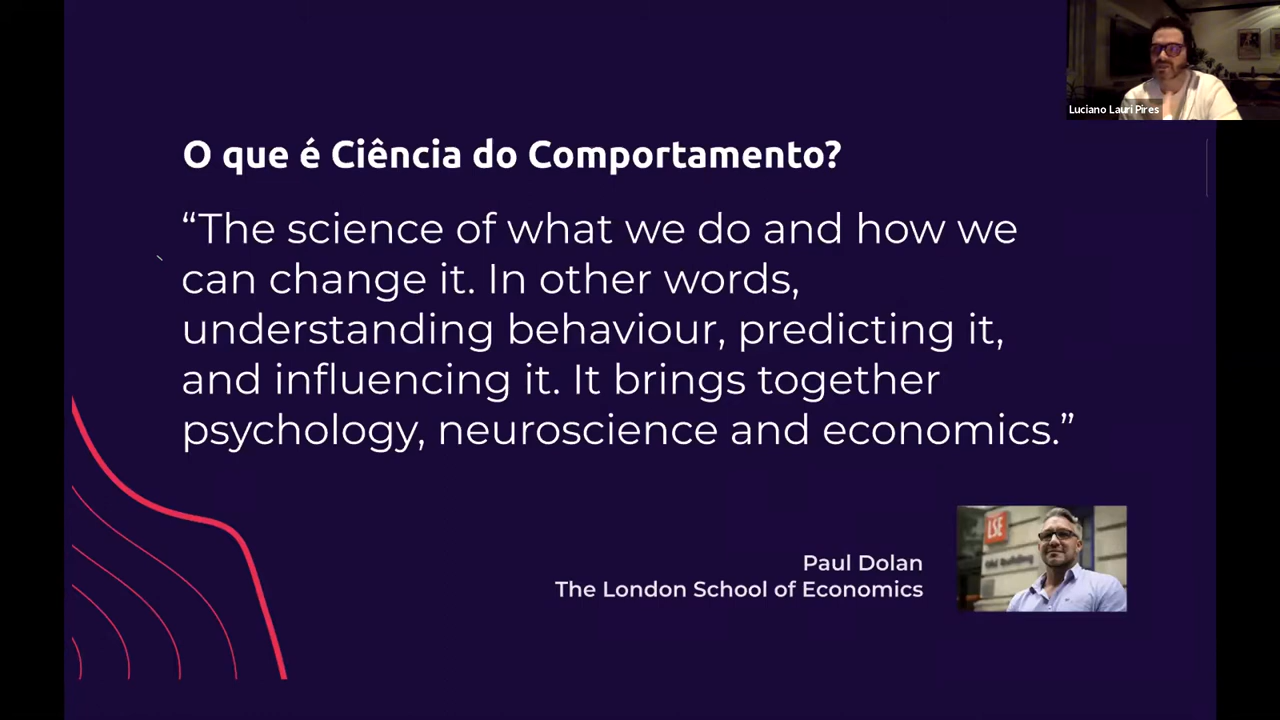 Luciano Lauri Pires
O que é Ciência do Comportamento?
“The science of what we do and how we
can change it. In other words,
understanding behaviour, predicting it,
and influencing it. It brings together
psychology, neuroscience and economics.”
LSE
Old Building
Paul Dolan
The London School of Economics